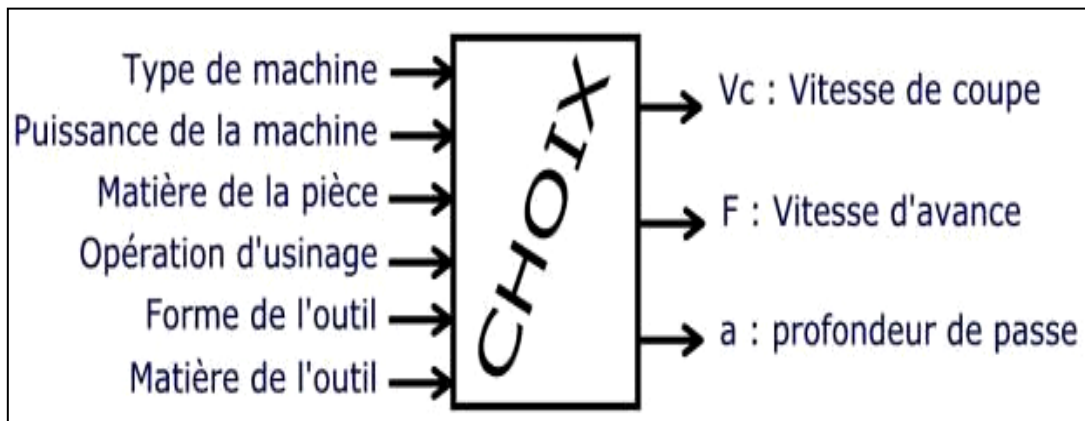 Type de machine
Puissance de la machine
Matière de la pièce
Opération d'usinage
Forme de l'outil
Matière de l'outil
CHOIX
Vc : Vitesse de coupe
F : Vitesse d'avance
a : profondeur de passe